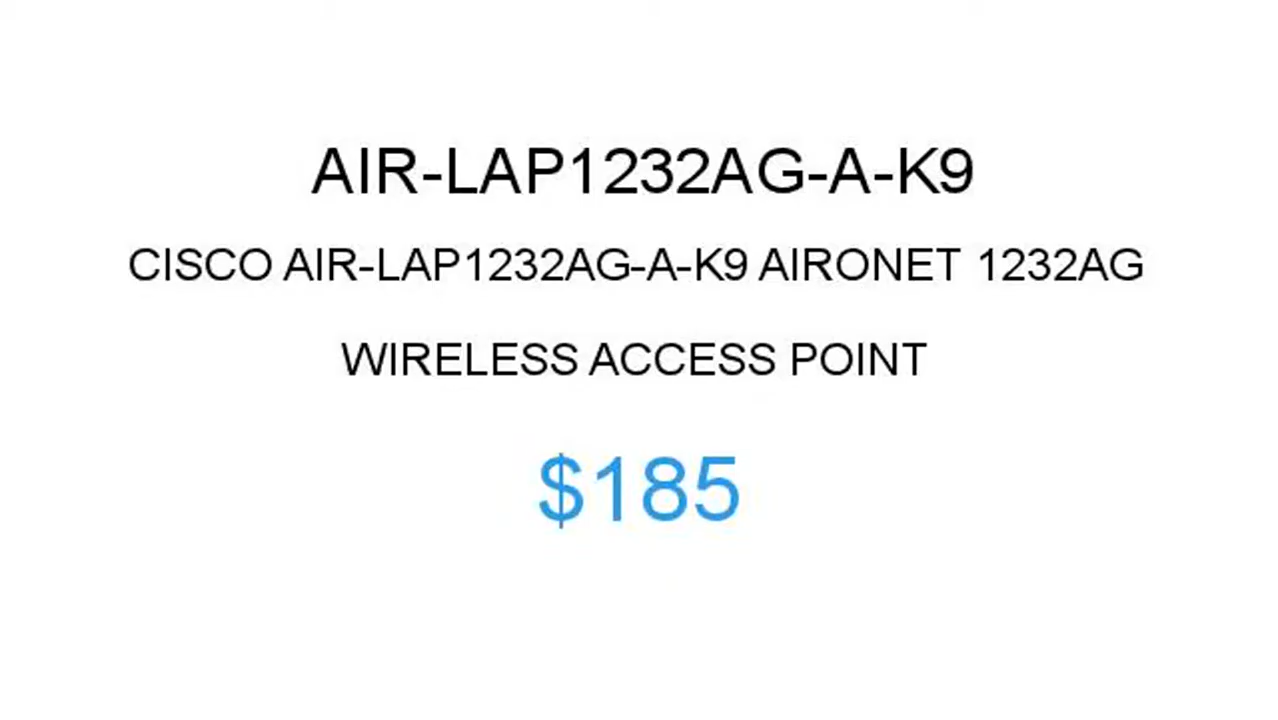 AIR-LAP1232AG-A-K9
CISCO AIR-LAP1232AG-A-K9 AIRONET 1232AG
WIRELESS ACCESS POINT
$185